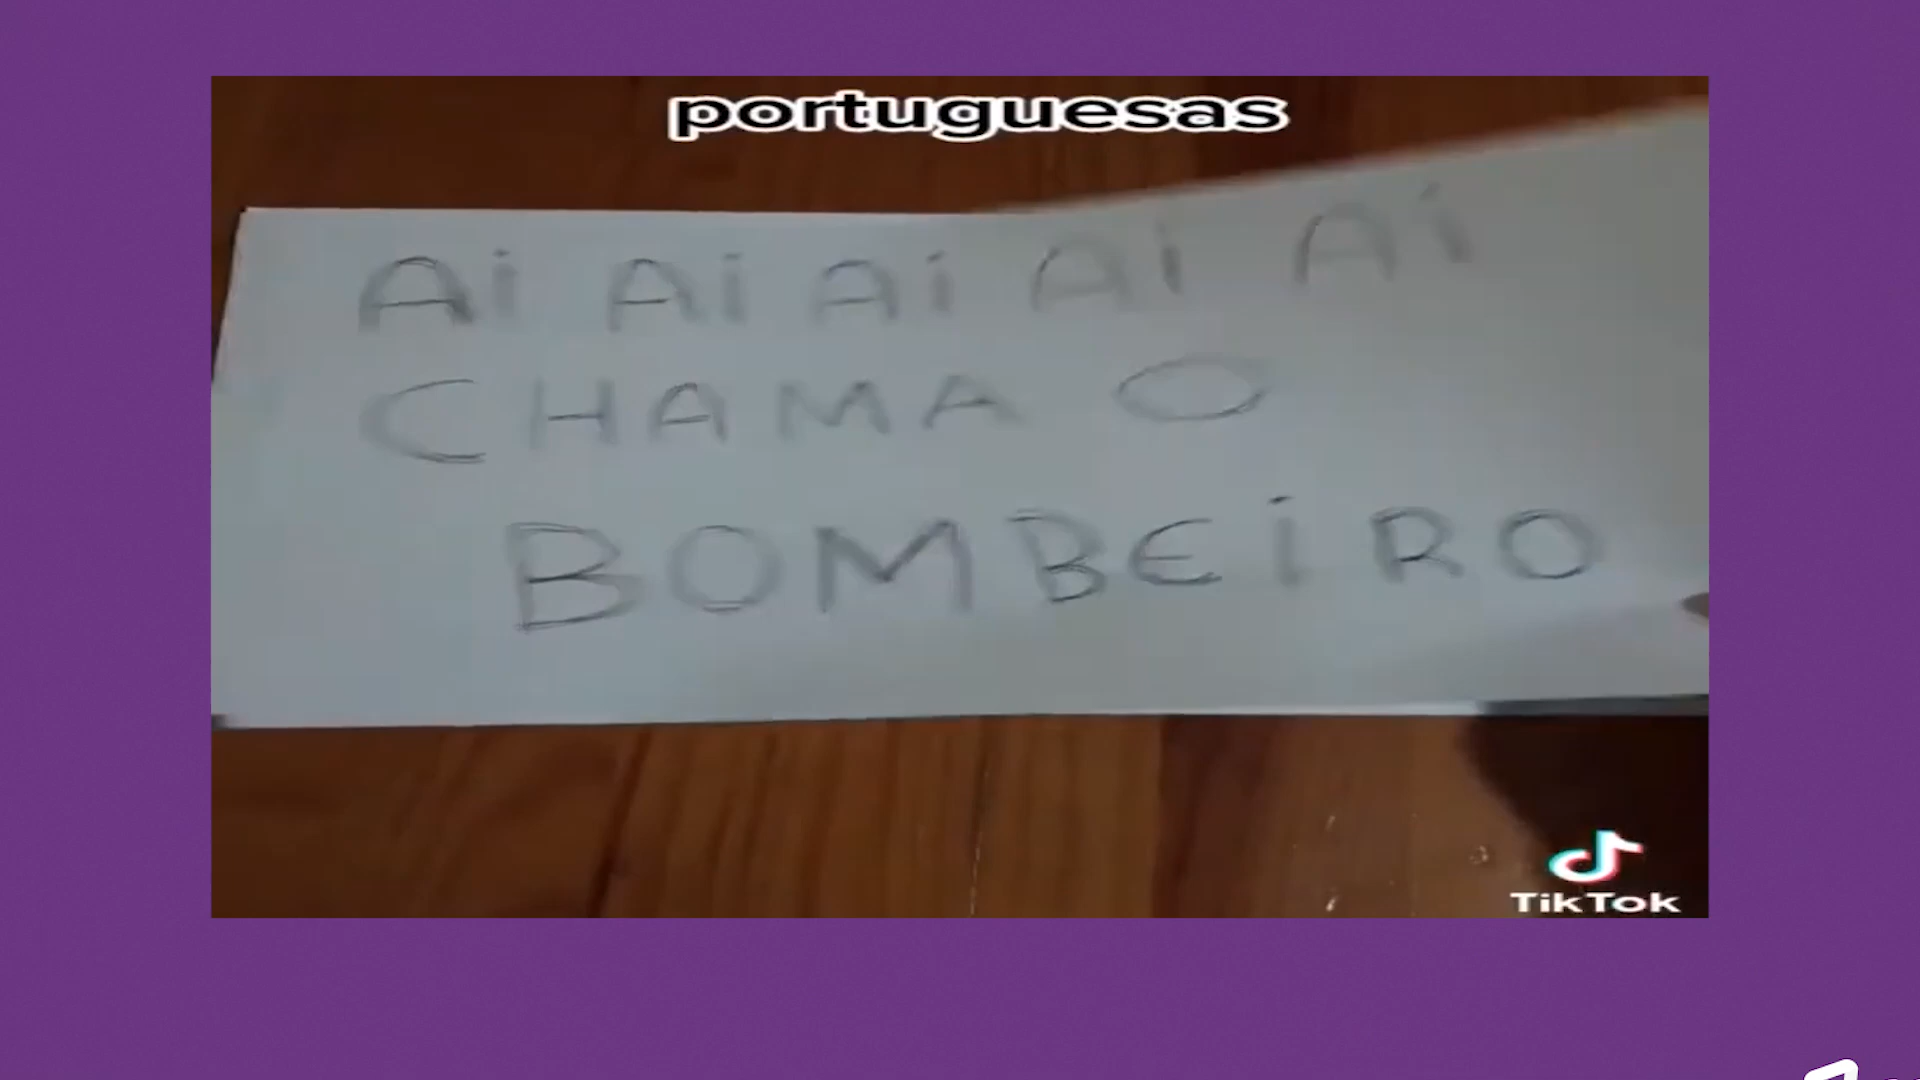 portuguesas
Ai Ai Ai Ai Ai
CHAMA O
BOMBEiRO
TikTok